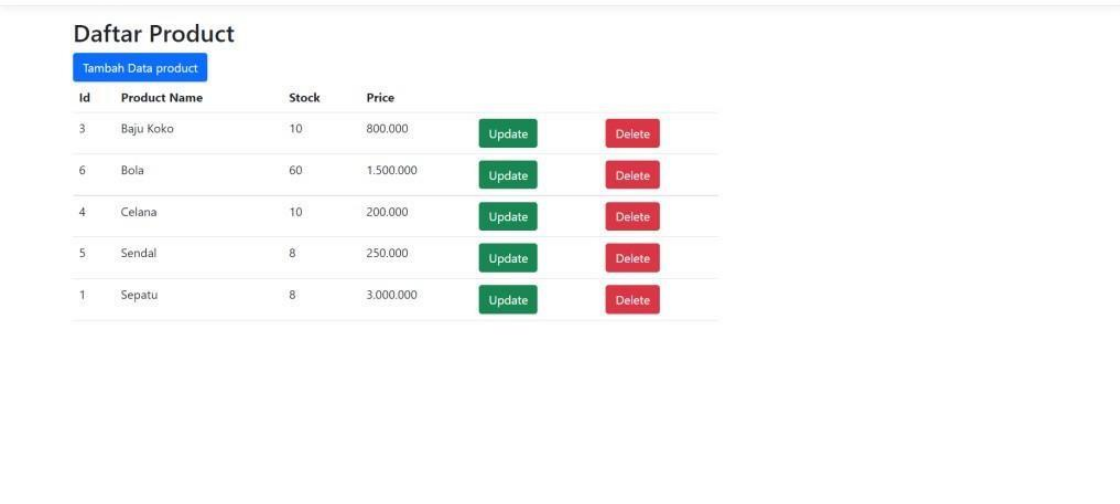 Daftar Product
Tambah Data product
Id Product Name Stock Price
3 Baju Koko 10 800.000 Update Delete
6 Bola 60 1.500.000 Update Delete
4 Celana 10 200.000 Update Delete
5 Sendal 8 250.000 Update Delete
1 Sepatu 8 3.000.000 Update Delete